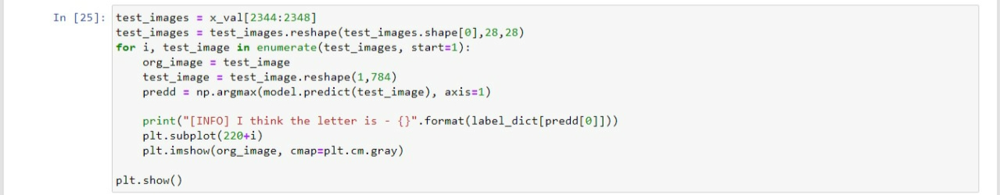 In [25]: test_images = x_val[2344:2348]
test_images = test_images.reshape(test_images.shape[0],28,28)
for i, test_image in enumerate(test_images, start=1):
    org_image = test_image
    test_image = test_image.reshape(1,784)
    predd = np.argmax(model.predict(test_image), axis=1)

    print("[INFO] I think the letter is - {}".format(label_dict[predd[0]]))
    plt.subplot(220+i)
    plt.imshow(org_image, cmap=plt.cm.gray)

plt.show()